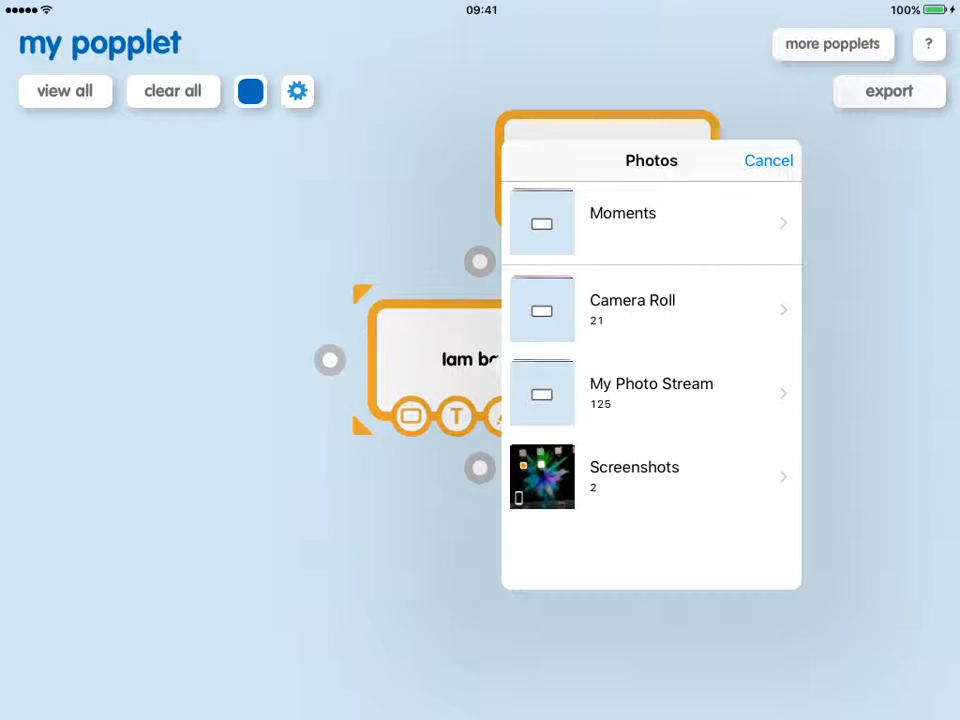 09:41
100%
my popplet
more popplets
?
view all
clear all
export
Photos
Cancel
Moments
Camera Roll
21
Iam
My Photo Stream
125
T
Screenshots
2